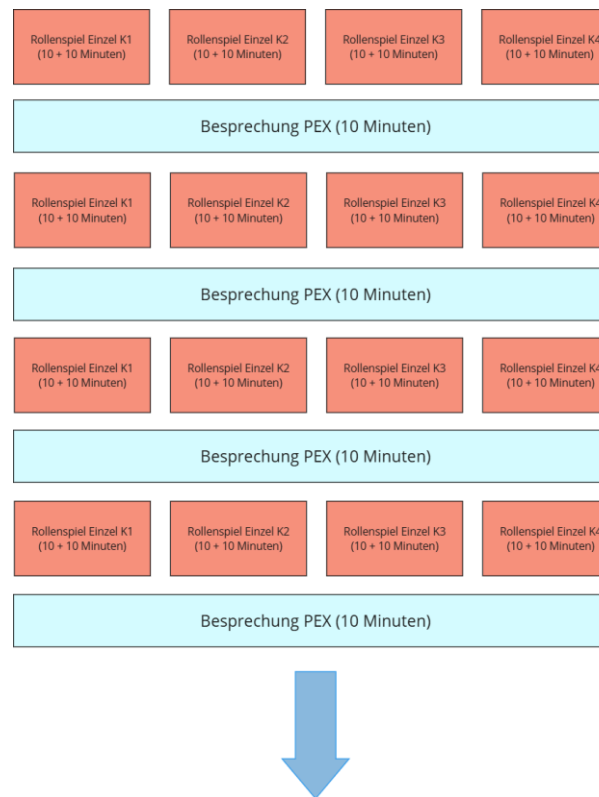 Rollenspiel Einzel K1
(10 + 10 Minuten)
Rollenspiel Einzel K2
(10 + 10 Minuten)
Rollenspiel Einzel K3
(10 + 10 Minuten)
Rollenspiel Einzel K4
(10 + 10 Minuten)
Besprechung PEX (10 Minuten)
Rollenspiel Einzel K1
(10 + 10 Minuten)
Rollenspiel Einzel K2
(10 + 10 Minuten)
Rollenspiel Einzel K3
(10 + 10 Minuten)
Rollenspiel Einzel K4
(10 + 10 Minuten)
Besprechung PEX (10 Minuten)
Rollenspiel Einzel K1
(10 + 10 Minuten)
Rollenspiel Einzel K2
(10 + 10 Minuten)
Rollenspiel Einzel K3
(10 + 10 Minuten)
Rollenspiel Einzel K4
(10 + 10 Minuten)
Besprechung PEX (10 Minuten)
Rollenspiel Einzel K1
(10 + 10 Minuten)
Rollenspiel Einzel K2
(10 + 10 Minuten)
Rollenspiel Einzel K3
(10 + 10 Minuten)
Rollenspiel Einzel K4
(10 + 10 Minuten)
Besprechung PEX (10 Minuten)